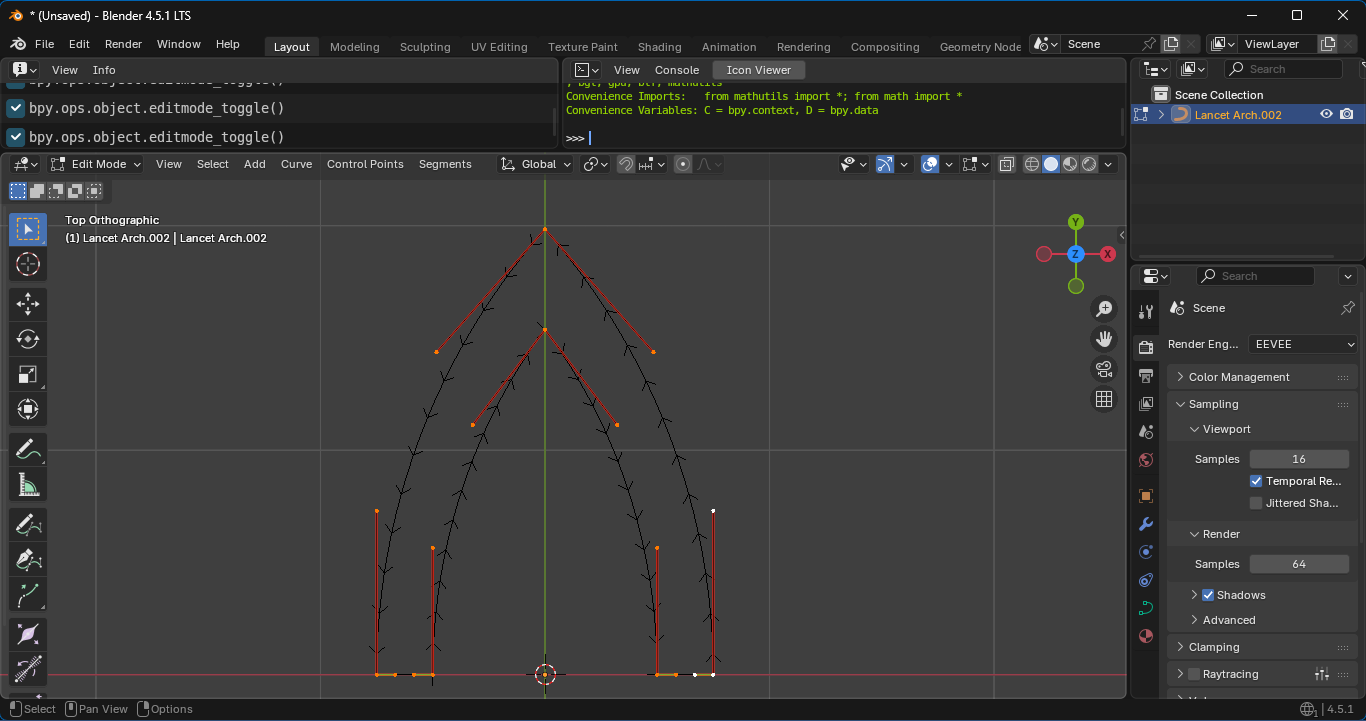 * (Unsaved) - Blender 4.5.1 LTS
File Edit Render Window Help Layout Modeling Sculpting UV Editing Texture Paint Shading Animation Rendering Compositing Geometry Node Scene ViewLayer
View Info
bpy.ops.object.editmode_toggle()
bpy.ops.object.editmode_toggle()
bpy.ops.object.editmode_toggle()
View Console Icon Viewer
Convenience Imports: from mathutils import *; from math import *
Convenience Variables: C = bpy.context, D = bpy.data
>>>
Search
Scene Collection
Lancet Arch.002
Edit Mode View Select Add Curve Control Points Segments Global
Top Orthographic
(1) Lancet Arch.002 | Lancet Arch.002
Y
Z
X
Search
Scene
Render Eng... EEVEE
Color Management
Sampling
Viewport
Samples 16
Temporal Re...
Jittered Sha...
Render
Samples 64
Shadows
Advanced
Clamping
Raytracing
Select Pan View Options
4.5.1